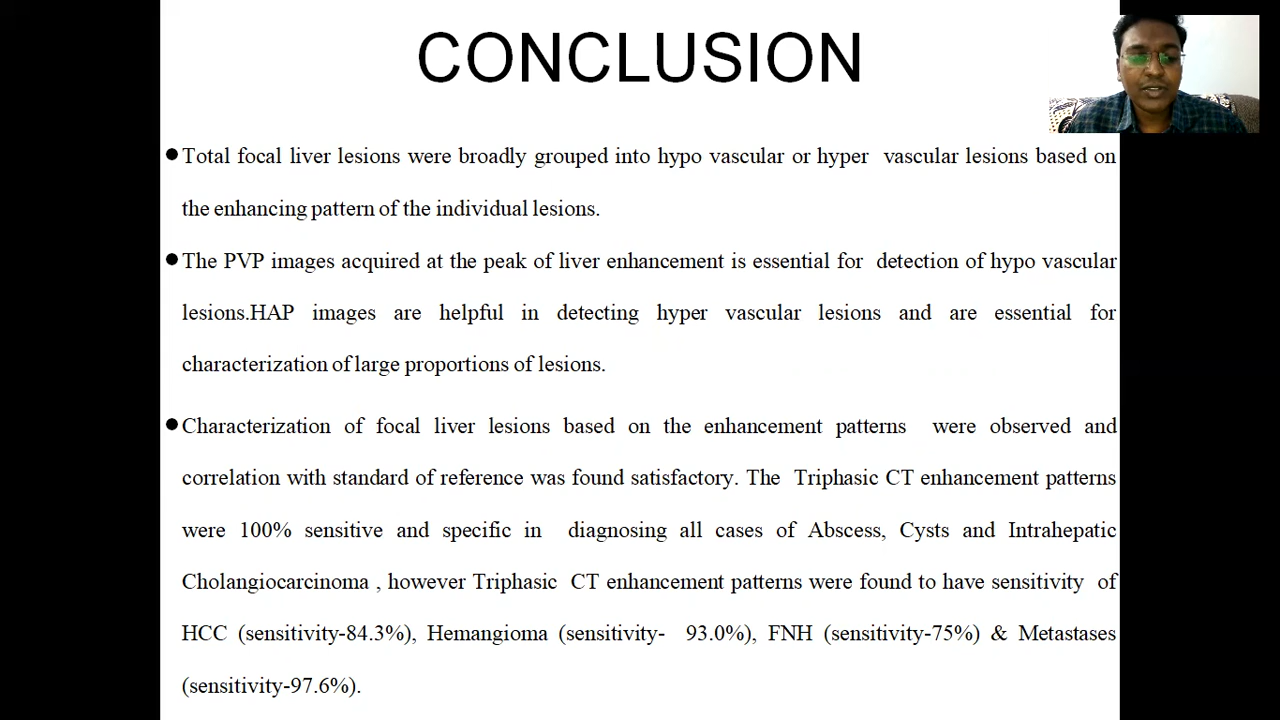 CONCLUSION
Total focal liver lesions were broadly grouped into hypo vascular or hyper vascular lesions based on
the enhancing pattern of the individual lesions.
The PVP images acquired at the peak of liver enhancement is essential for detection of hypo vascular
lesions.HAP images are helpful in detecting hyper vascular lesions and are essential for
characterization of large proportions of lesions.
Characterization of focal liver lesions based on the enhancement patterns were observed and
correlation with standard of reference was found satisfactory. The Triphasic CT enhancement patterns
were 100% sensitive and specific in diagnosing all cases of Abscess, Cysts and Intrahepatic
Cholangiocarcinoma , however Triphasic CT enhancement patterns were found to have sensitivity of
HCC (sensitivity-84.3%), Hemangioma (sensitivity- 93.0%), FNH (sensitivity-75%) & Metastases
(sensitivity-97.6%).